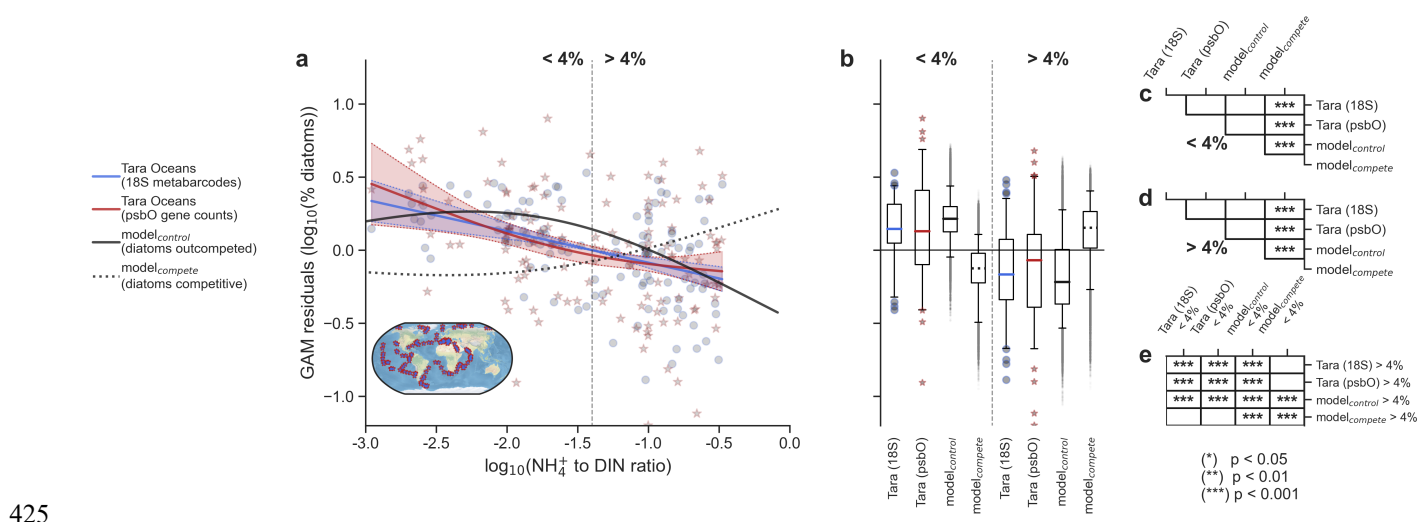 Tara Oceans
(18S metabarcodes)
Tara Oceans
(psbO gene counts)
model_control
(diatoms outcompeted)
model_compete
(diatoms competitive)
a
< 4%
> 4%
GAM residuals (log10(% diatoms))
1.0
0.5
0.0
−0.5
−1.0
-3.0
-2.5
-2.0
-1.5
-1.0
-0.5
0.0
log10(NH4+ to DIN ratio)
b
< 4%
> 4%
Tara (18S)
Tara (psbO)
model_control
model_compete
Tara (18S)
Tara (psbO)
model_control
model_compete
Tara (18S)
Tara (psbO)
model_control
model_compete
c
*** Tara (18S)
*** Tara (psbO)
*** model_control
model_compete
< 4%
d
*** Tara (18S)
*** Tara (psbO)
*** model_control
model_compete
> 4%
Tara (18S)
< 4%
Tara (psbO)
< 4%
model_control
< 4%
model_compete
< 4%
e
*** *** *** Tara (18S) > 4%
*** *** *** Tara (psbO) > 4%
*** *** *** *** model_control > 4%
*** *** model_compete > 4%
(*) p < 0.05
(**) p < 0.01
(***) p < 0.001
425